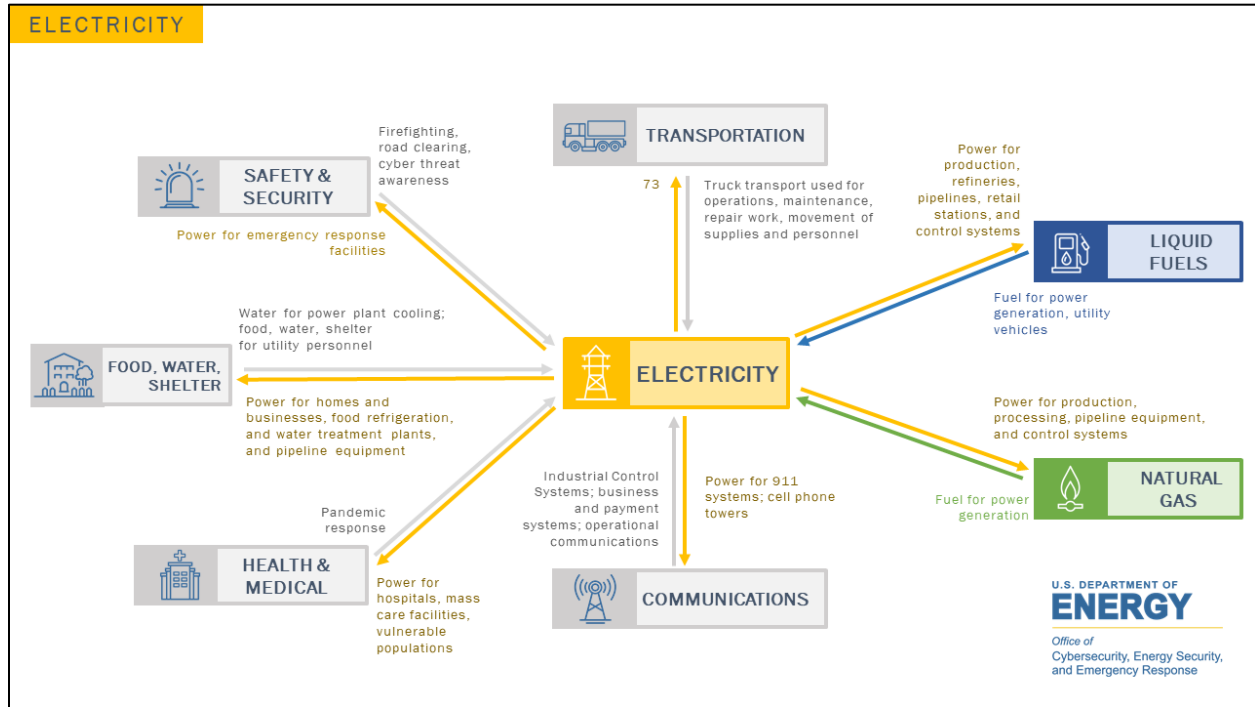 ELECTRICITY
Firefighting,
road clearing,
cyber threat
awareness
SAFETY &
SECURITY
Power for emergency response
facilities
TRANSPORTATION
73
Truck transport used for
operations, maintenance,
repair work, movement of
supplies and personnel
Power for
production,
refineries,
pipelines, retail
stations, and
control systems
LIQUID
FUELS
Fuel for power
generation, utility
vehicles
Water for power plant cooling;
food, water, shelter
for utility personnel
FOOD, WATER,
SHELTER
Power for homes and
businesses, food refrigeration,
and water treatment plants,
and pipeline equipment
ELECTRICITY
Power for production,
processing, pipeline equipment,
and control systems
NATURAL
GAS
Fuel for power
generation
Pandemic
response
HEALTH &
MEDICAL
Power for
hospitals, mass
care facilities,
vulnerable
populations
Industrial Control
Systems; business
and payment
systems; operational
communications
Power for 911
systems; cell phone
towers
COMMUNICATIONS
U.S. DEPARTMENT OF
ENERGY
Office of
Cybersecurity, Energy Security,
and Emergency Response